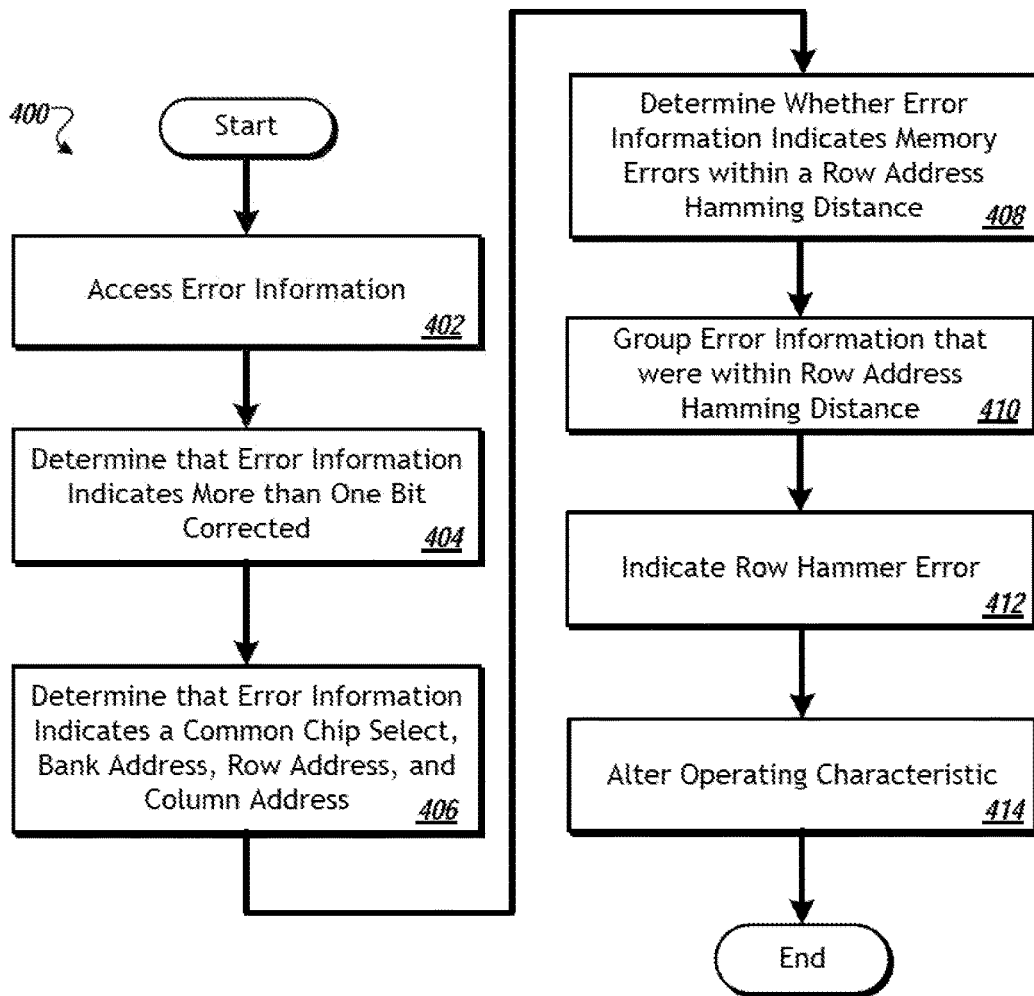 400
Start
Access Error Information
402
Determine that Error Information
Indicates More than One Bit
Corrected
404
Determine that Error Information
Indicates a Common Chip Select,
Bank Address, Row Address, and
Column Address
406
Determine Whether Error
Information Indicates Memory
Errors within a Row Address
Hamming Distance
408
Group Error Information that
were within Row Address
Hamming Distance
410
Indicate Row Hammer Error
412
Alter Operating Characteristic
414
End